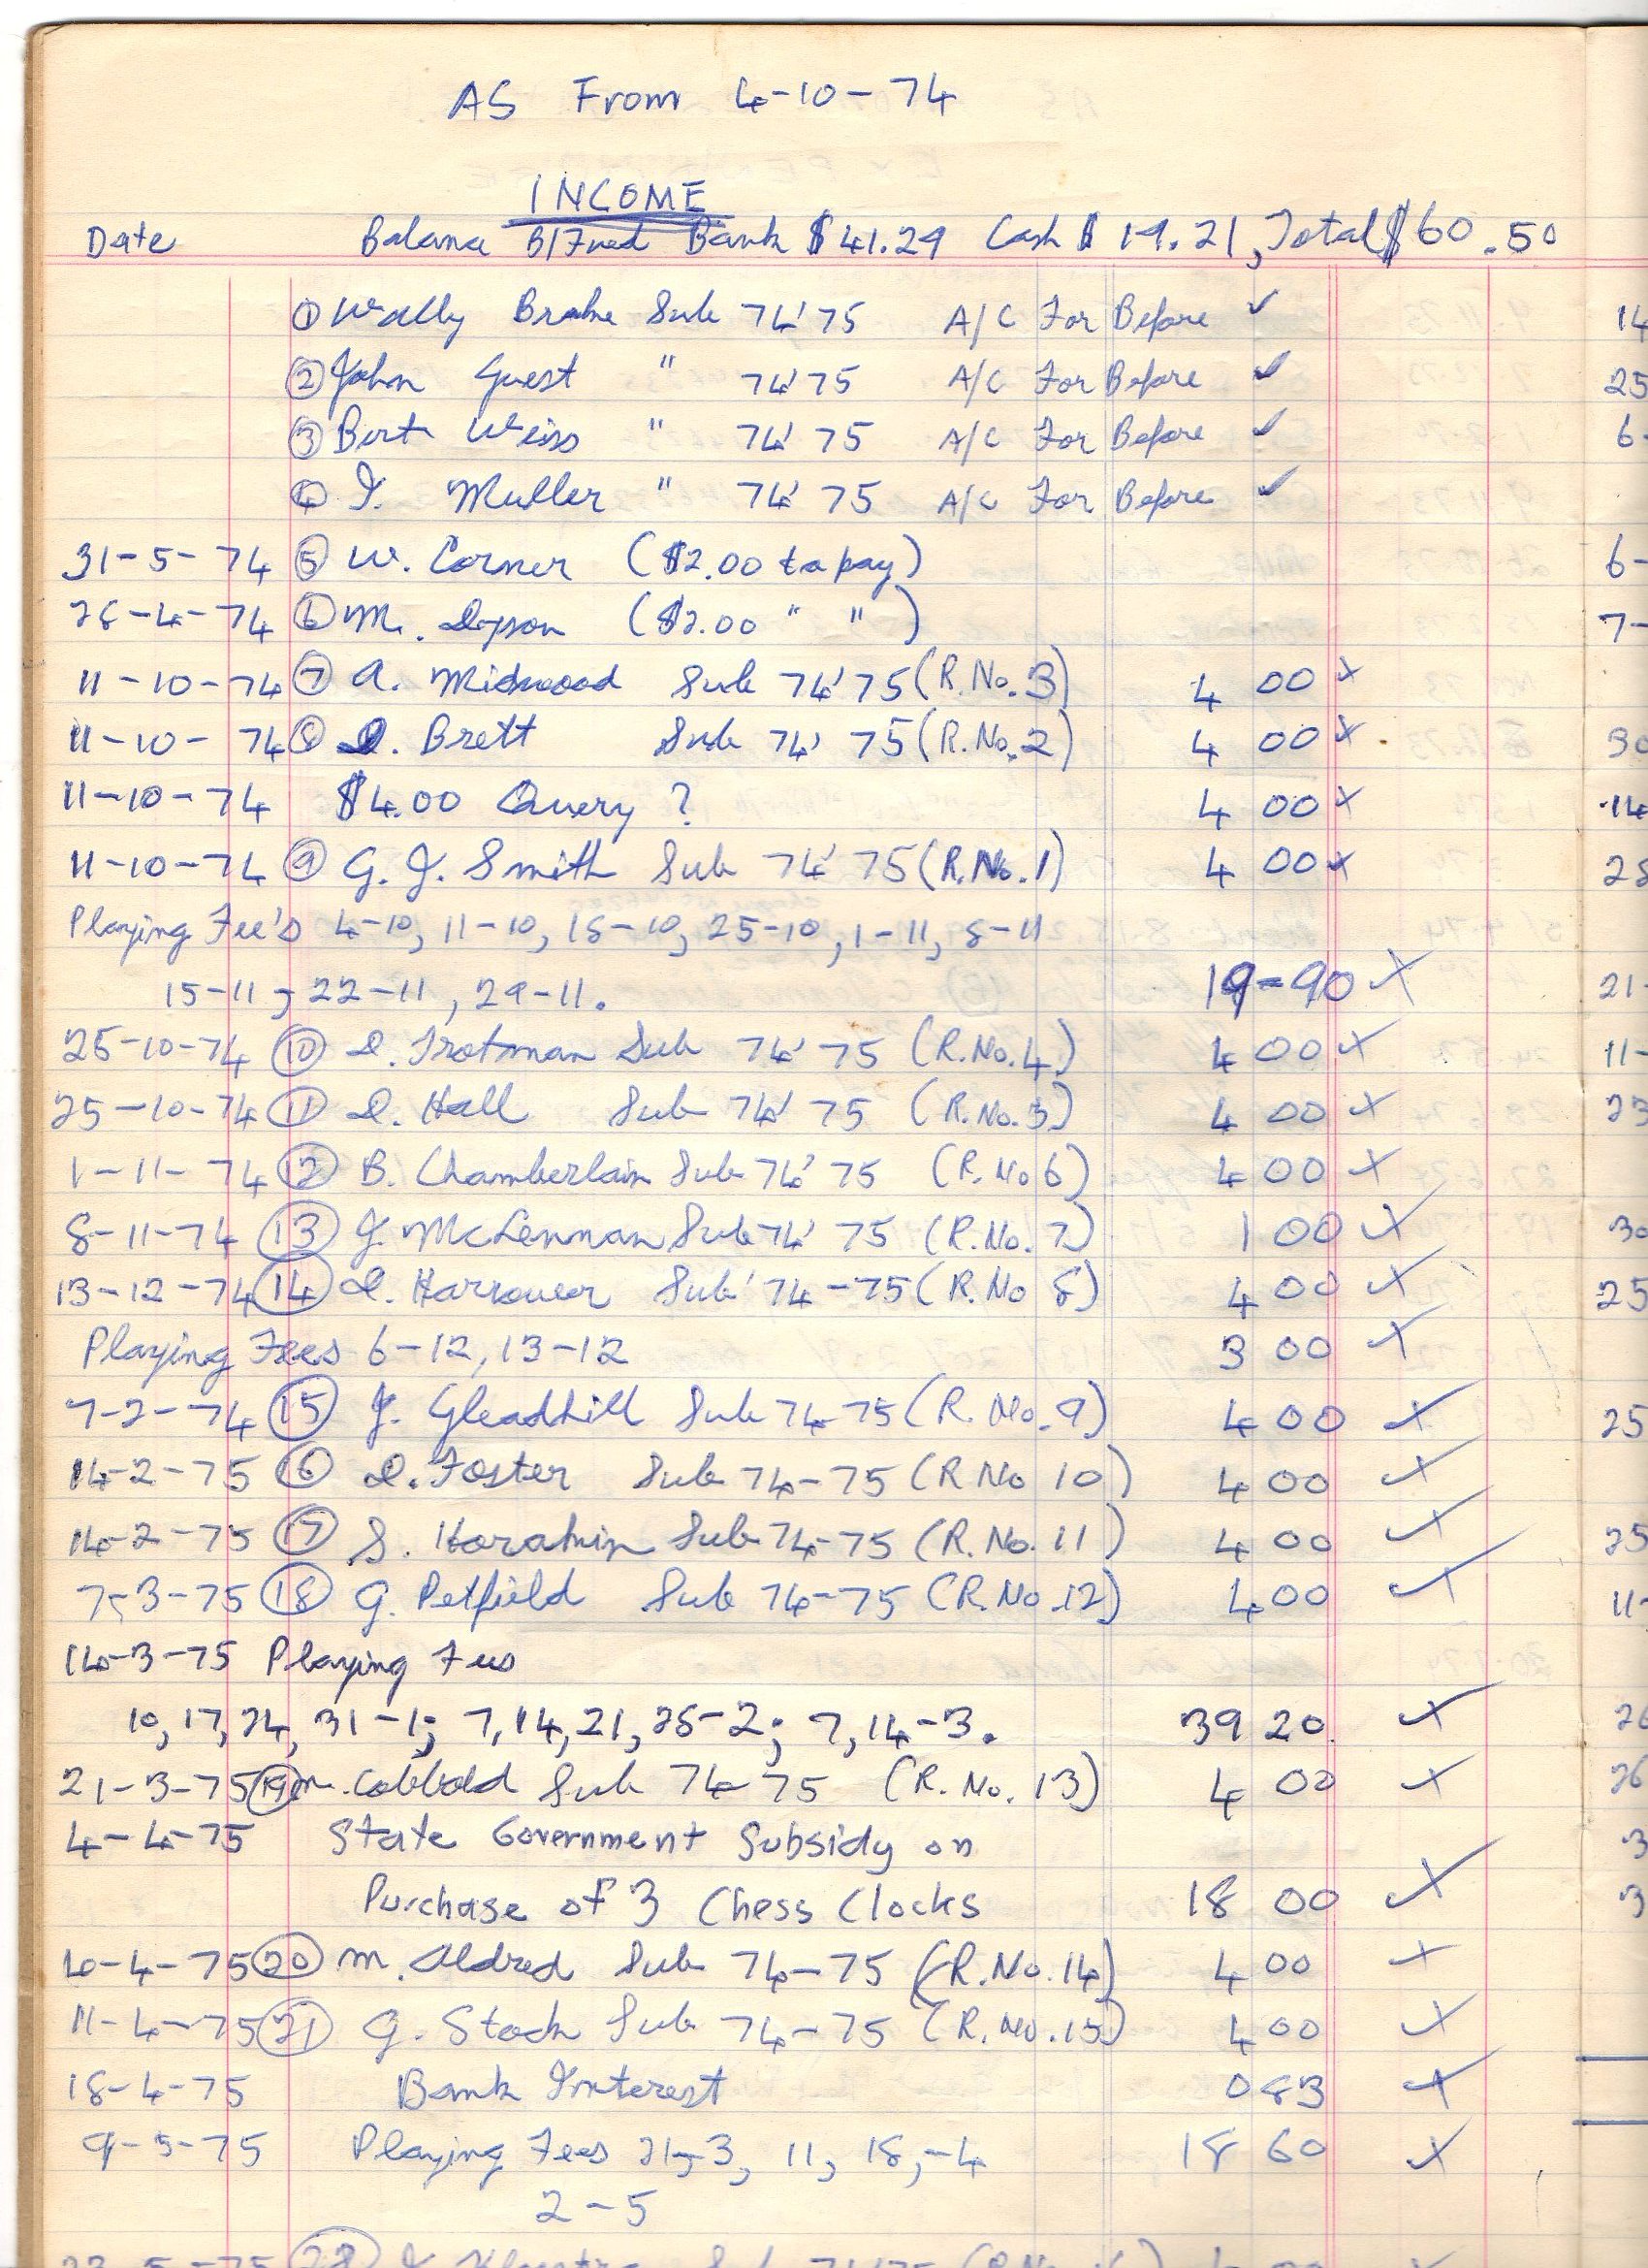 AS From 4-10-74
INCOME
Date Balance B/Fwed Bank $41.29 Cash $19.21, Total $60.50
① Wally Brake Sub 74'75 A/C For Before ✓ 14
② John Guest " 74'75 A/C For Before ✓ 25
③ Bert Weiss " 74'75 A/C For Before ✓ 6-
④ J. Muller " 74'75 A/C For Before ✓
31-5-74 ⑤ W. Corner ($2.00 to pay) 6-
28-4-74 ⑥ M. Dyson ($2.00 " " ) 7-
11-10-74 ⑦ A. Midwood Sub 74'75 (R.No.3) 4 00 x
11-10-74 ⑧ D. Brett Sub 74'75 (R.No.2) 4 00 x 30
11-10-74 $4.00 Query ? 4 00 x 14
11-10-74 ⑨ G. J. Smith Sub 74'75 (R.No.1) 4 00 x 28
Playing Fee's 4-10, 11-10, 18-10, 25-10, 1-11, 8-11
15-11, 22-11, 29-11. 19-90 x 21-
25-10-74 ⑩ D. Trotman Sub 74'75 (R.No.4) 4 00 x 11-
25-10-74 ⑪ D. Hall Sub 74'75 (R.No.5) 4 00 x 23
1-11-74 ⑫ B. Chamberlain Sub 74'75 (R.No 6) 4 00 x
8-11-74 ⑬ J. McLennan Sub 74'75 (R.No.7) 1 00 x 30
13-12-74 ⑭ D. Harrower Sub 74-75 (R.No 8) 4 00 x 25
Playing Fees 6-12, 13-12 3 00 x
7-2-74 ⑮ J. Gleadhill Sub 74-75 (R.No.9) 4 00 x 25
14-2-75 ⑯ D. Foster Sub 74-75 (R No 10) 4 00 x
14-2-75 ⑰ S. Sub 74-75 (R.No.11) 4 00 x 25
7-3-75 ⑱ G. Petfield Sub 74-75 (R.No.12) 4 00 x 11-
14-3-75 Playing Fees
10, 17, 24, 31-1; 7, 14, 21, 28-2; 7, 14-3. 39 20 x 26
21-3-75 ⑲ M. Cobbold Sub 74-75 (R.No.13) 4 00 x 26
4-4-75 State Government Subsidy on 3
Purchase of 3 Chess Clocks 18 00 x 3
4-4-75 ⑳ M. Aldred Sub 74-75 (R.No.14) 4 00 x
11-4-75 ㉑ G. Stock Sub 74-75 (R.No.15) 4 00 x
18-4-75 Bank Interest 0 83 x
9-5-75 Playing Fees 21-3, 11, 18,-4 18 60 x
2-5